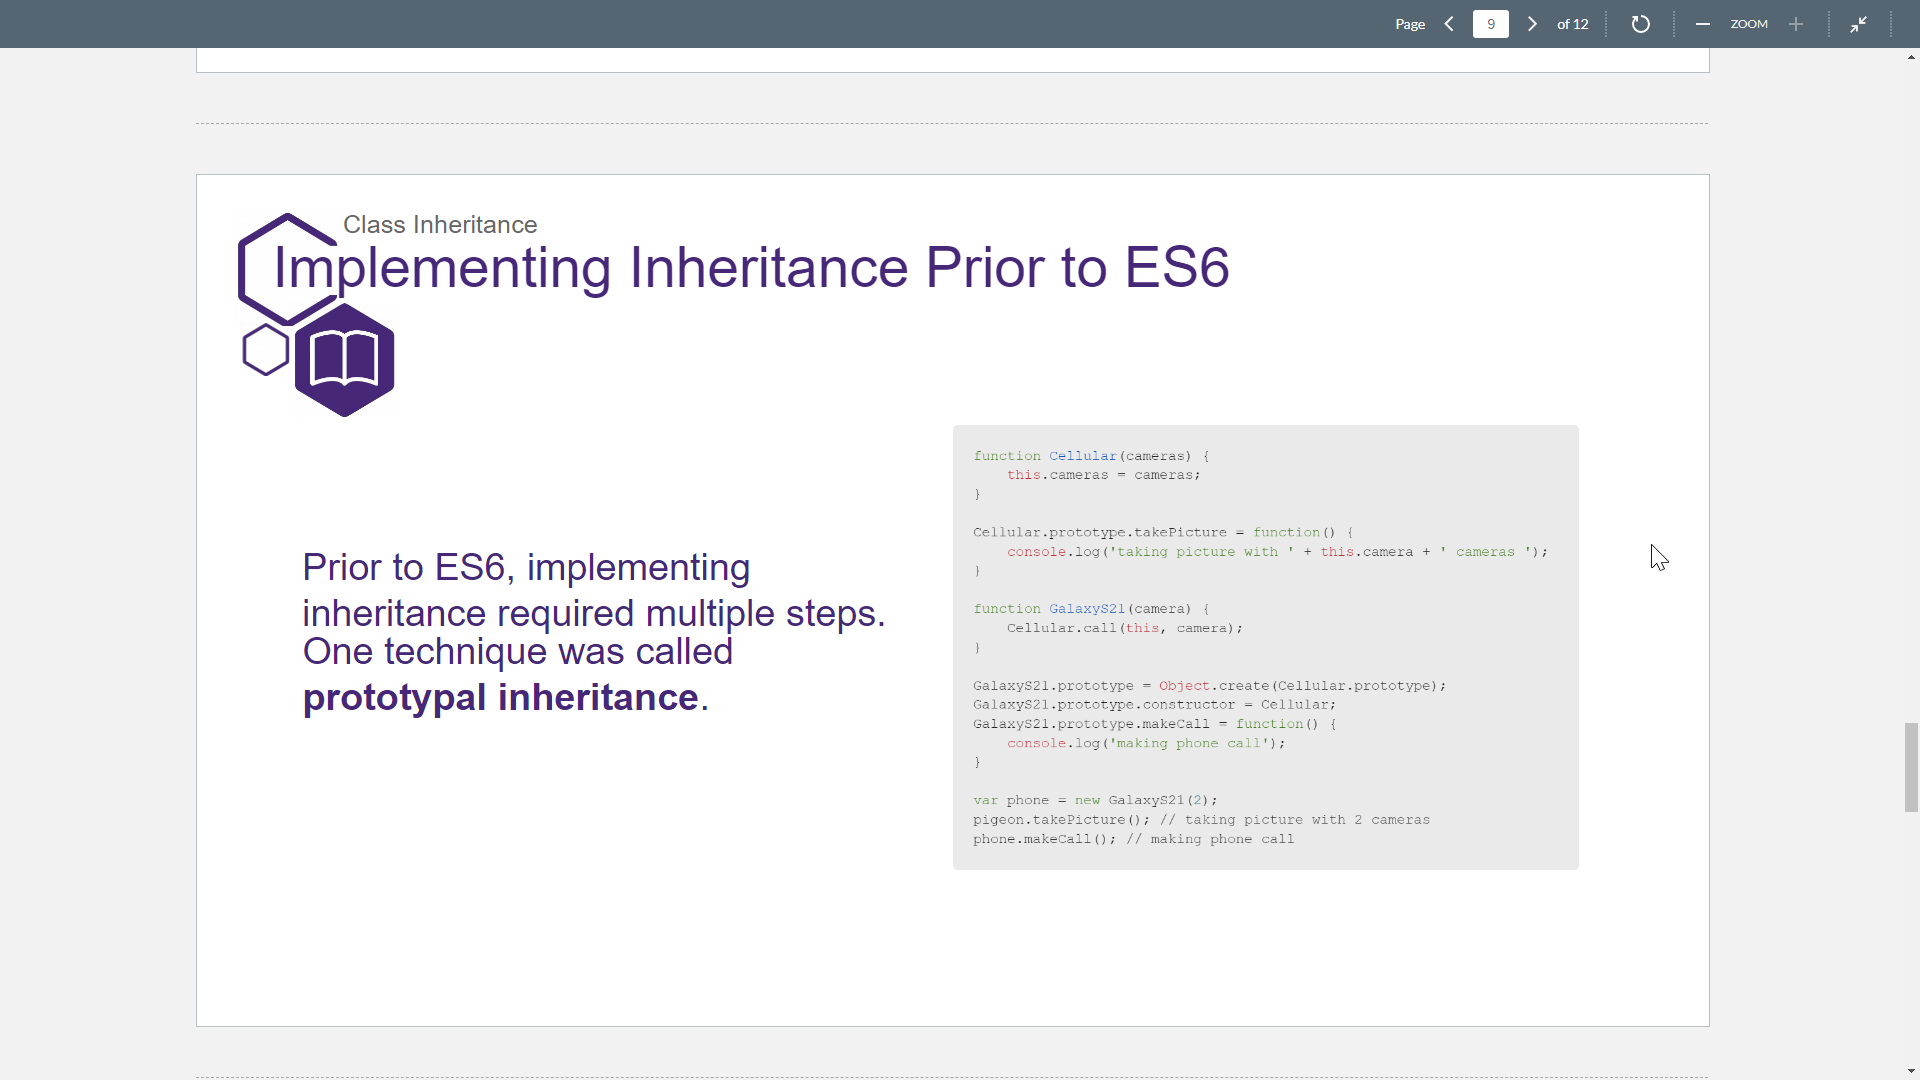 Page 9 of 12 ZOOM
Class Inheritance
Implementing Inheritance Prior to ES6
Prior to ES6, implementing
inheritance required multiple steps.
One technique was called
prototypal inheritance.
function Cellular(cameras) {
    this.cameras = cameras;
}
Cellular.prototype.takePicture = function() {
    console.log('taking picture with ' + this.camera + ' cameras ');
}
function GalaxyS21(camera) {
    Cellular.call(this, camera);
}
GalaxyS21.prototype = Object.create(Cellular.prototype);
GalaxyS21.prototype.constructor = Cellular;
GalaxyS21.prototype.makeCall = function() {
    console.log('making phone call');
}
var phone = new GalaxyS21(2);
pigeon.takePicture(); // taking picture with 2 cameras
phone.makeCall(); // making phone call